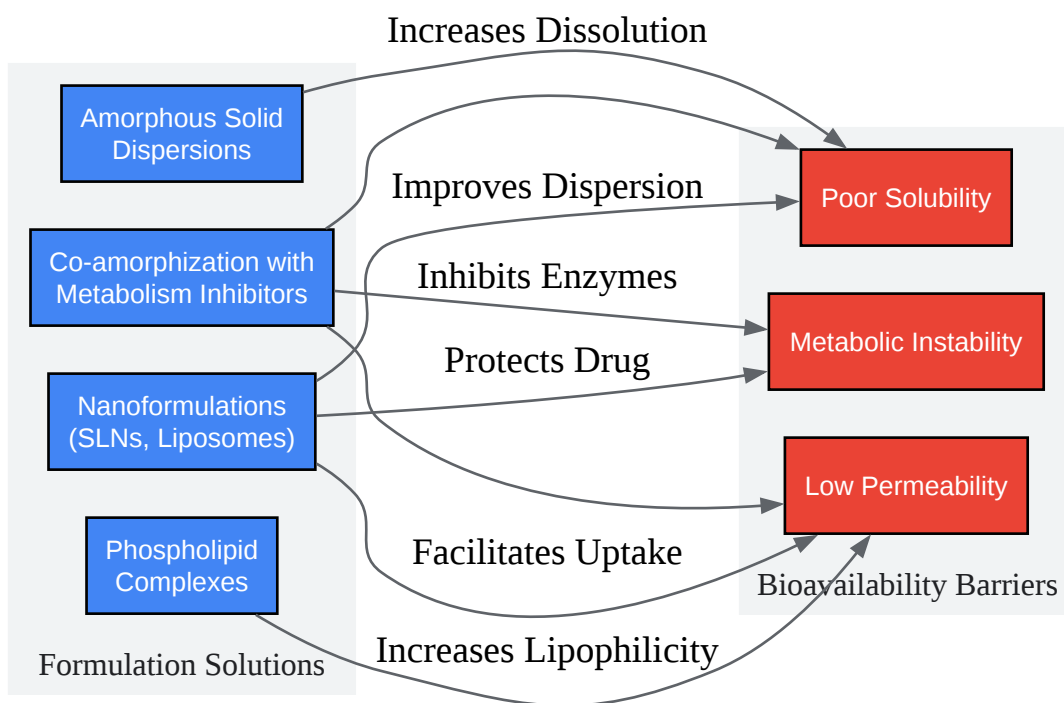 Increases Dissolution
Amorphous Solid
Dispersions
Improves Dispersion
Poor Solubility
Co-amorphization with
Metabolism Inhibitors
Inhibits Enzymes
Metabolic Instability
Protects Drug
Nanoformulations
(SLNs, Liposomes)
Low Permeability
Facilitates Uptake
Phospholipid
Complexes
Bioavailability Barriers
Increases Lipophilicity
Formulation Solutions